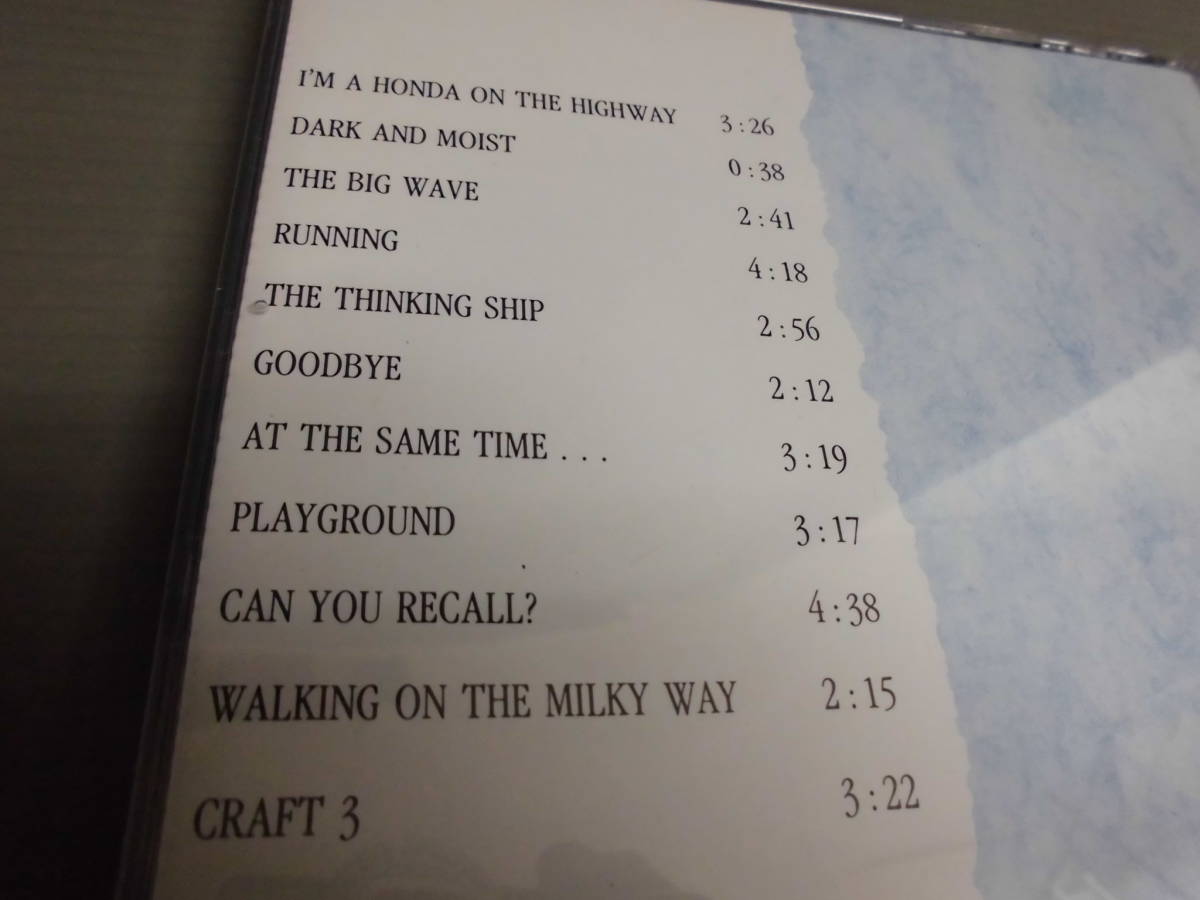 I'M A HONDA ON THE HIGHWAY 3:26
DARK AND MOIST 0:38
THE BIG WAVE 2:41
RUNNING 4:18
THE THINKING SHIP 2:56
GOODBYE 2:12
AT THE SAME TIME . . . 3:19
PLAYGROUND 3:17
CAN YOU RECALL? 4:38
WALKING ON THE MILKY WAY 2:15
CRAFT 3 3:22